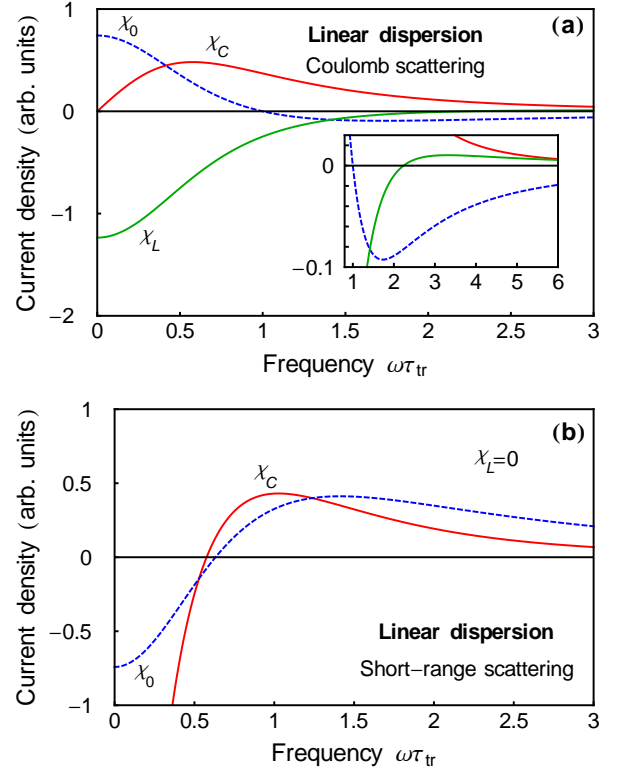 (a)
Linear dispersion
Coulomb scattering
χ0
χC
χL
Current density (arb. units)
1
0
−1
−2
0
−0.1
1 2 3 4 5 6
0 0.5 1 1.5 2 2.5 3
Frequency ωτtr
(b)
χC
χL=0
χ0
Linear dispersion
Short−range scattering
Current density (arb. units)
1
0.5
0
−0.5
−1
0 0.5 1 1.5 2 2.5 3
Frequency ωτtr